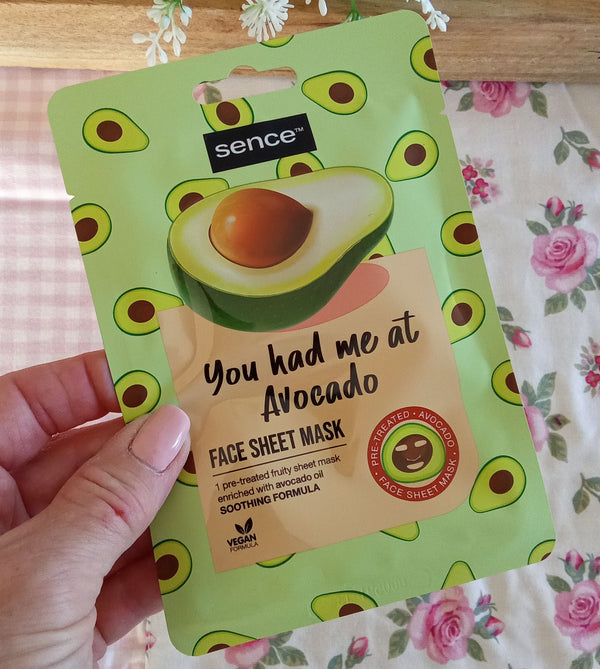 sence™
You had me at
Avocado
FACE SHEET MASK
1 pre-treated fruity sheet mask
enriched with avocado oil
SOOTHING FORMULA
VEGAN
FORMULA
PRE-TREATED • AVOCADO
• FACE SHEET MASK •